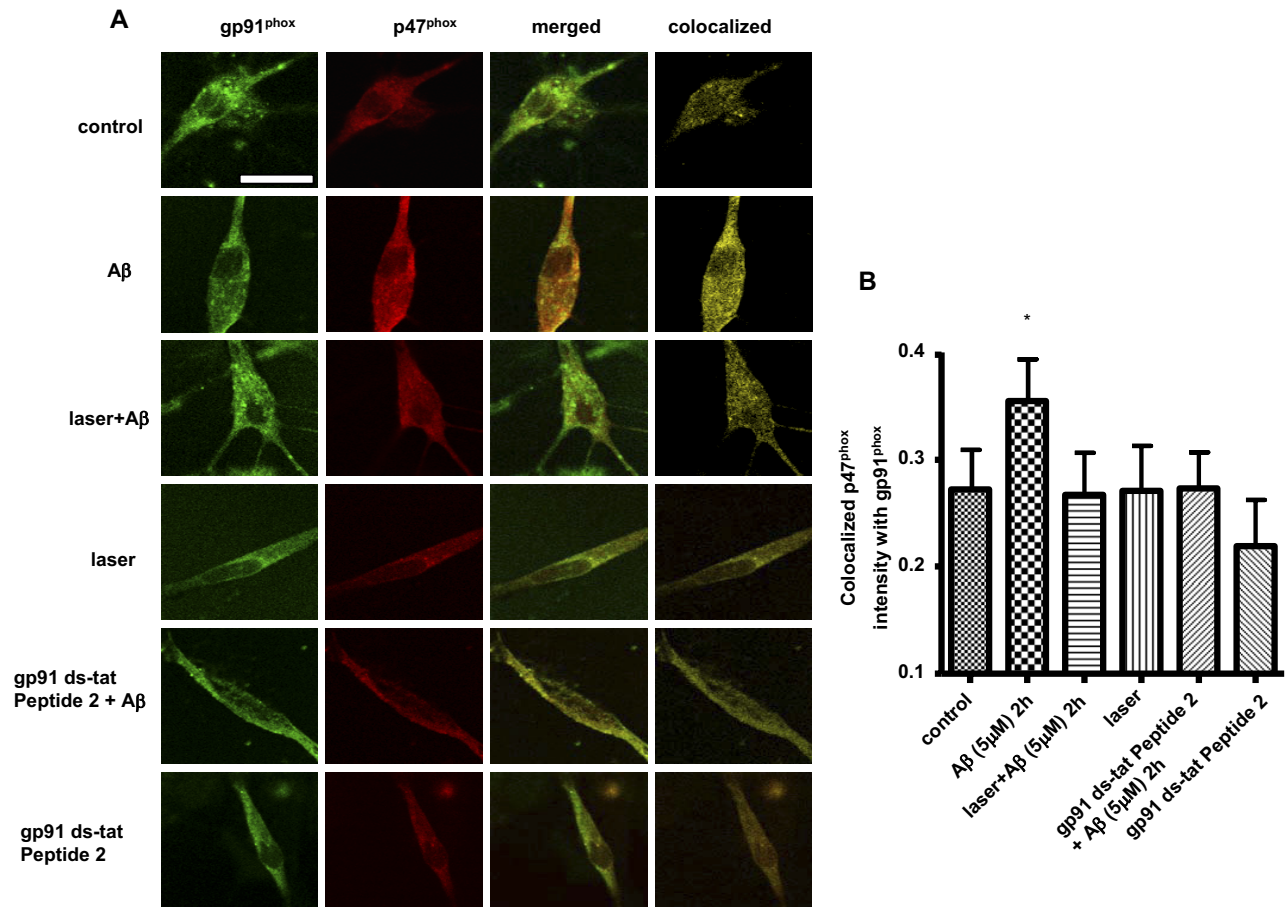 A
gp91phox p47phox merged colocalized
control
Aβ
laser+Aβ
laser
gp91 ds-tat
Peptide 2 + Aβ
gp91 ds-tat
Peptide 2
B
*
Colocalized p47phox
intensity with gp91phox
0.4
0.3
0.2
0.1
control
Aβ (5μM) 2h
laser+Aβ (5μM) 2h
laser
gp91 ds-tat Peptide 2
+ Aβ (5μM) 2h
gp91 ds-tat Peptide 2